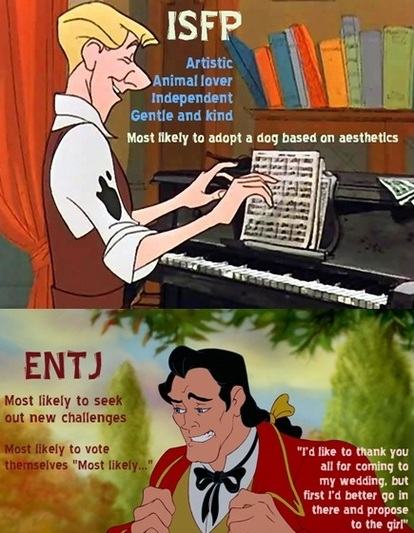 ISFP
Artistic
Animal lover
Independent
Gentle and kind
Most likely to adopt a dog based on aesthetics
ENTJ
Most likely to seek
out new challenges
Most likely to vote
themselves "Most likely..."
"I'd like to thank you
all for coming to
my wedding, but
first I'd better go in
there and propose
to the girl"